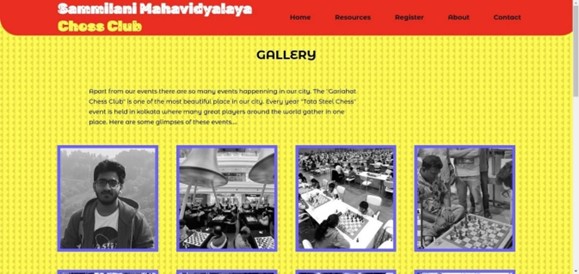 Sammilani Mahavidyalaya
Chess Club
Home Resources Register About Contact
GALLERY
Apart from our events there are so many events happenning in our city. The "Gariahat
Chess Club" is one of the most beautiful place in our city. Every year "Tata Steel Chess"
event is held in kolkata where many great players around the world gather in one
place. Here are some glimpses of these events....